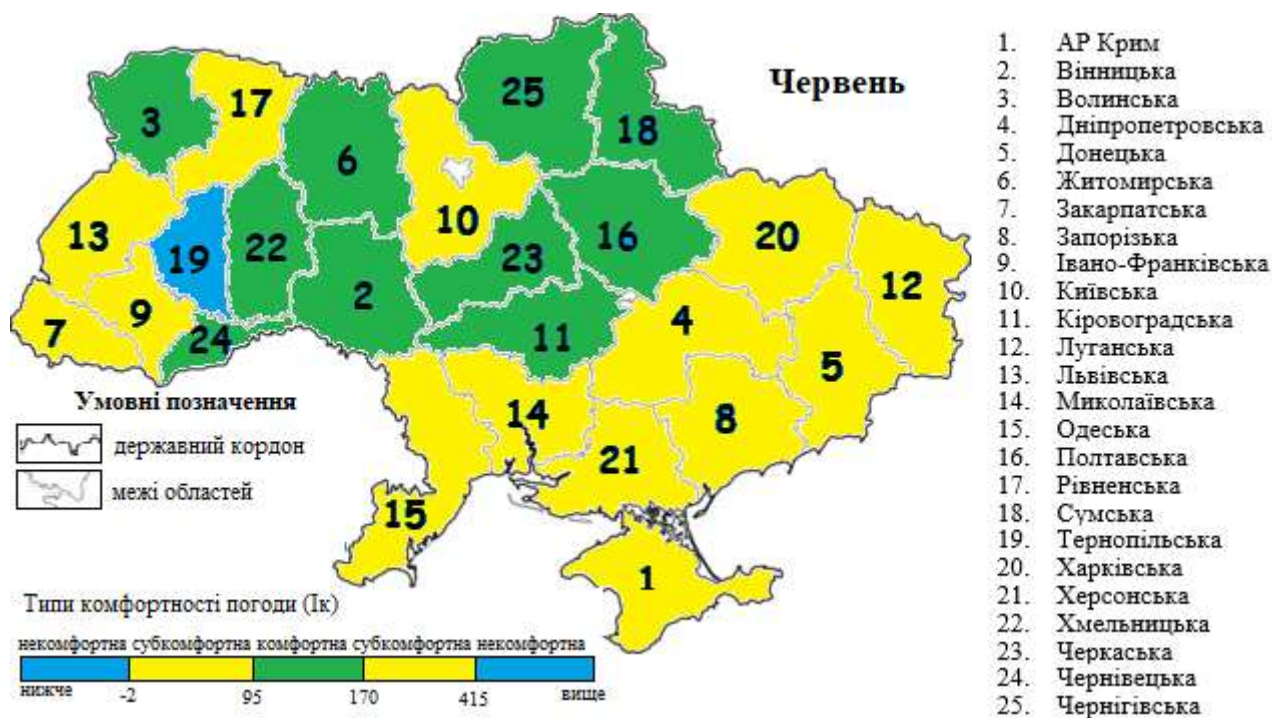 Червень
3
17
6
25
18
13
19
22
10
16
20
12
23
7
9
24
2
11
4
5
14
8
21
15
1
Умовні позначення
державний кордон
межі областей
Типи комфортності погоди (Ік)
некомфортна субкомфортна комфортна субкомфортна некомфортна
нижче -2 95 170 415 вище
1. АР Крим
2. Вінницька
3. Волинська
4. Дніпропетровська
5. Донецька
6. Житомирська
7. Закарпатська
8. Запорізька
9. Івано-Франківська
10. Київська
11. Кіровоградська
12. Луганська
13. Львівська
14. Миколаївська
15. Одеська
16. Полтавська
17. Рівненська
18. Сумська
19. Тернопільська
20. Харківська
21. Херсонська
22. Хмельницька
23. Черкаська
24. Чернівецька
25. Чернігівська